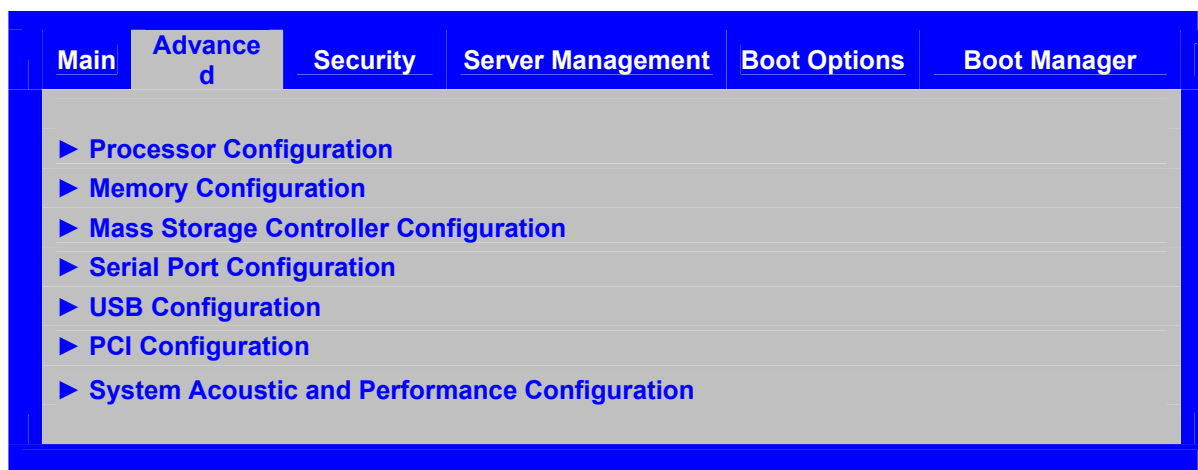 Main Advance
d Security Server Management Boot Options Boot Manager
► Processor Configuration
► Memory Configuration
► Mass Storage Controller Configuration
► Serial Port Configuration
► USB Configuration
► PCI Configuration
► System Acoustic and Performance Configuration